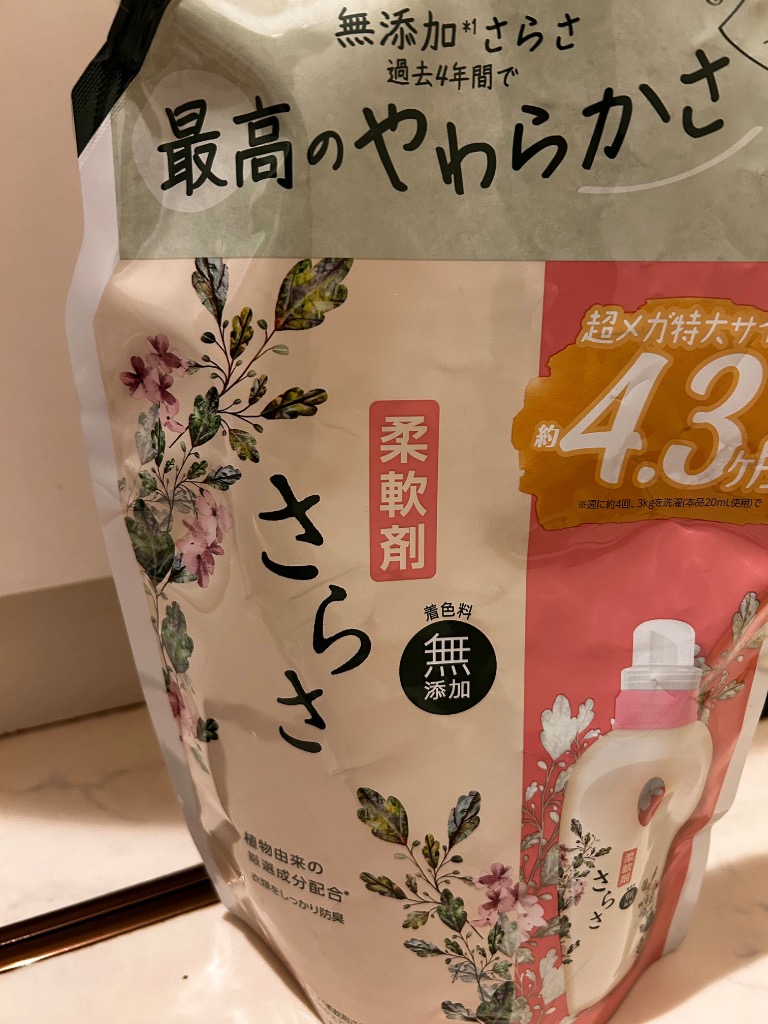 無添加*1さらさ
過去4年間で
最高のやわらかさ
超メガ特大サイ
約4.3ケ月
※週に約4回、3kgを洗濯(本品20mL使用)で
柔軟剤
さらさ
着色料
無
添加
植物由来の
厳選成分配合*
衣類をしっかり防臭
柔軟剤
さらさ